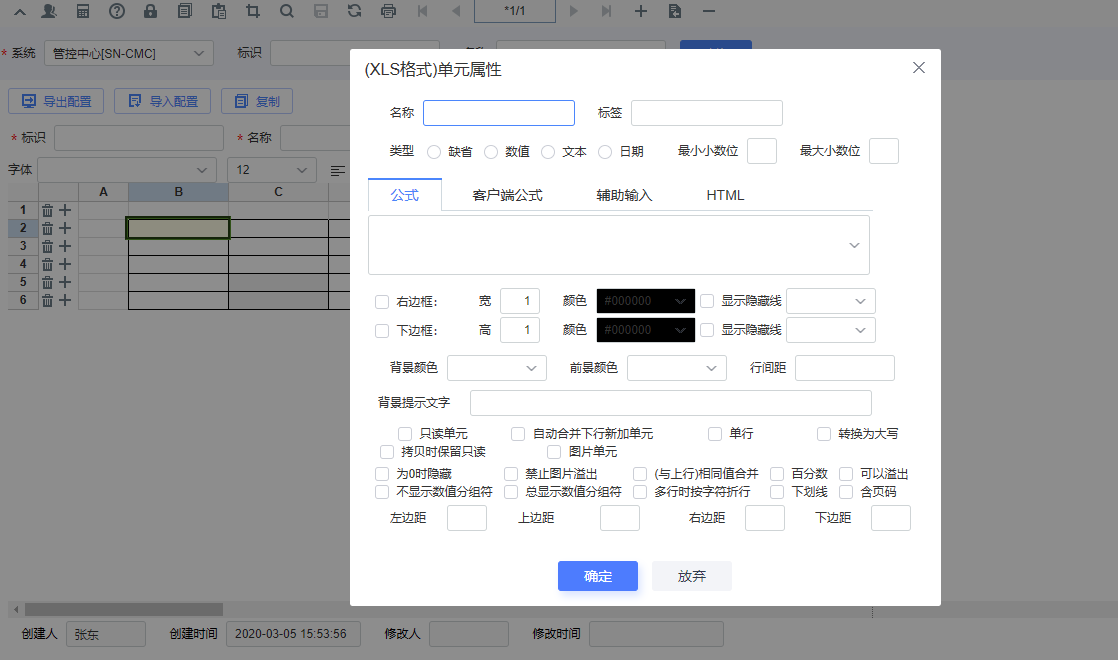 *1/1
* 系统 管控中心[SN-CMC] 标识
导出配置 导入配置 复制
* 标识 * 名称
字体 12
A B C
1
2
3
4
5
6
(XLS格式)单元属性
名称 标签
类型 缺省 数值 文本 日期 最小小数位 最大小数位
公式 客户端公式 辅助输入 HTML
右边框: 宽 1 颜色 #000000 显示隐藏线
下边框: 高 1 颜色 #000000 显示隐藏线
背景颜色 前景颜色 行间距
背景提示文字
只读单元 自动合并下行新加单元 单行 转换为大写
拷贝时保留只读 图片单元
为0时隐藏 禁止图片溢出 (与上行)相同值合并 百分数 可以溢出
不显示数值分组符 总显示数值分组符 多行时按字符折行 下划线 含页码
左边距 上边距 右边距 下边距
确定 放弃
创建人 张东 创建时间 2020-03-05 15:53:56 修改人 修改时间